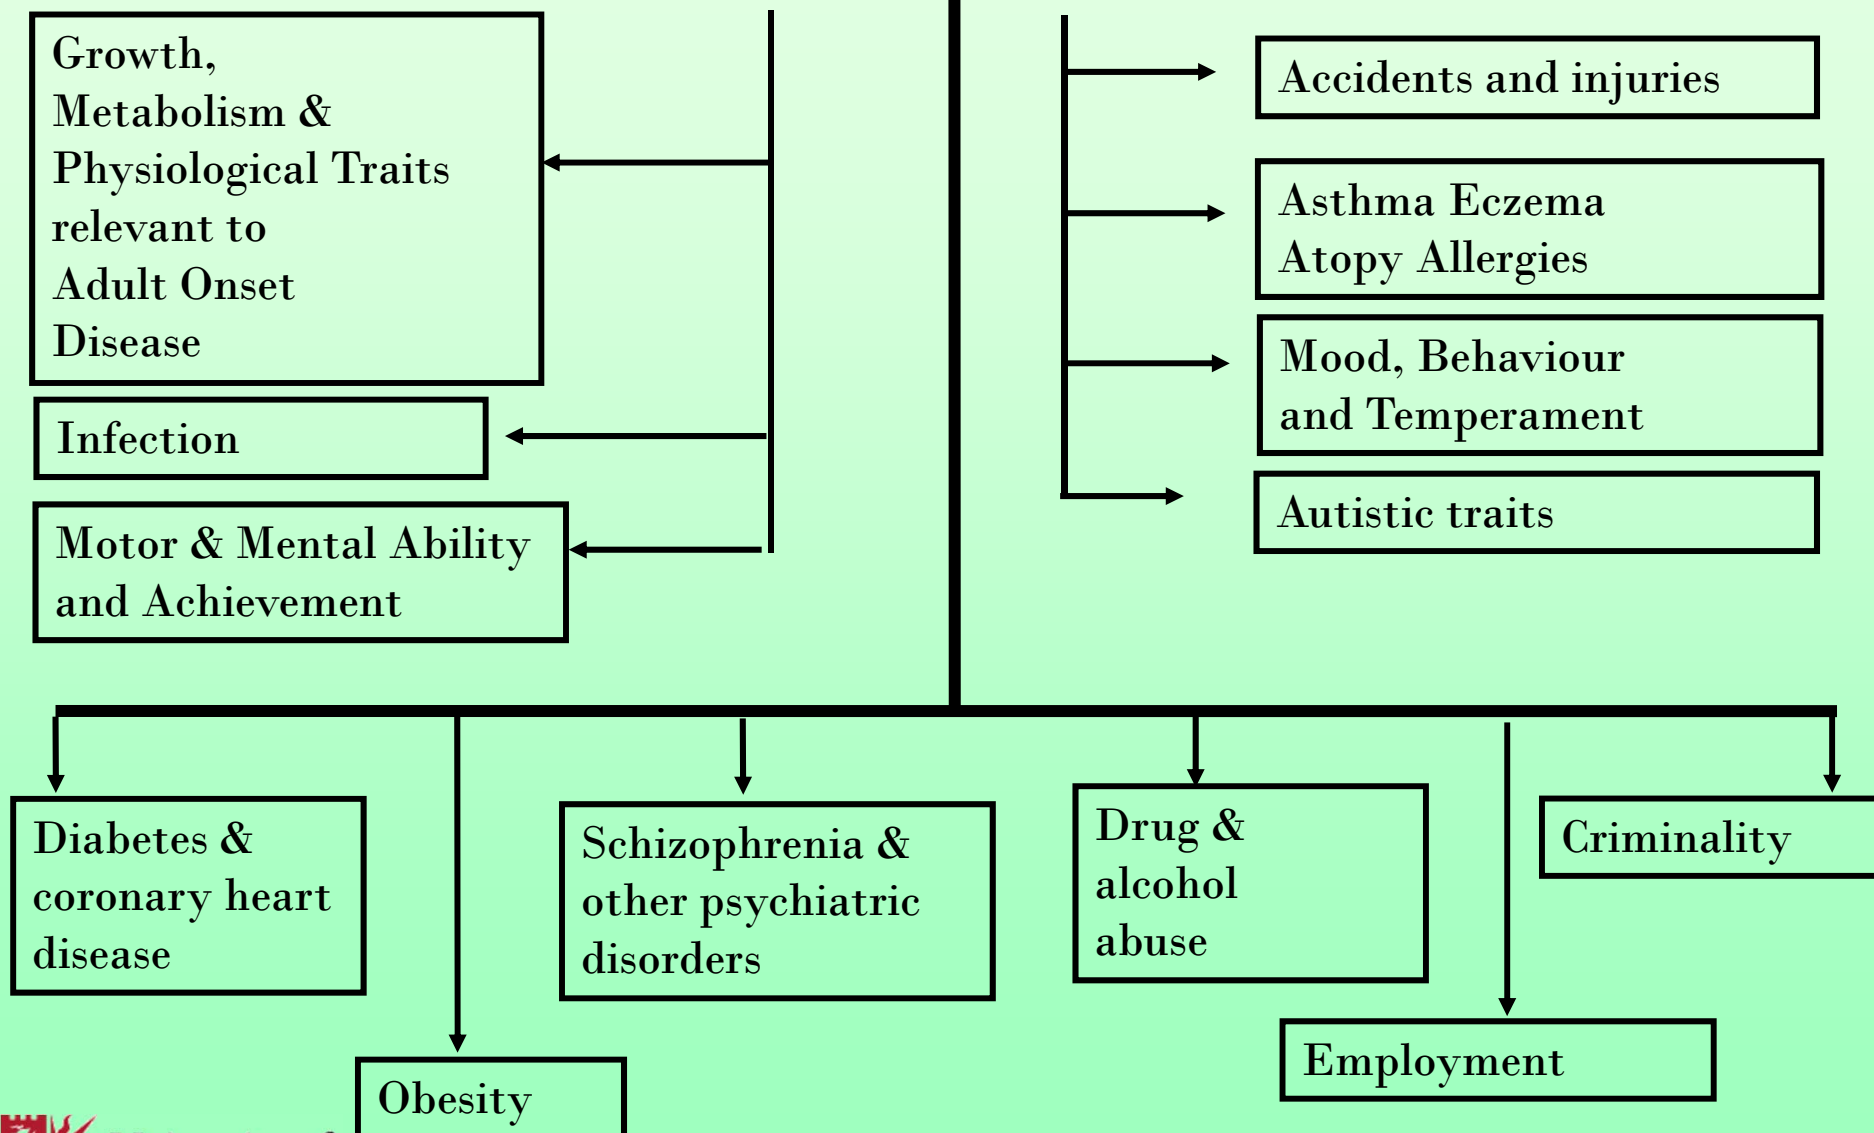 Growth,
Metabolism &
Physiological Traits
relevant to
Adult Onset
Disease
Infection
Motor & Mental Ability
and Achievement
Accidents and injuries
Asthma Eczema
Atopy Allergies
Mood, Behaviour
and Temperament
Autistic traits
Diabetes &
coronary heart
disease
Obesity
Schizophrenia &
other psychiatric
disorders
Drug &
alcohol
abuse
Employment
Criminality